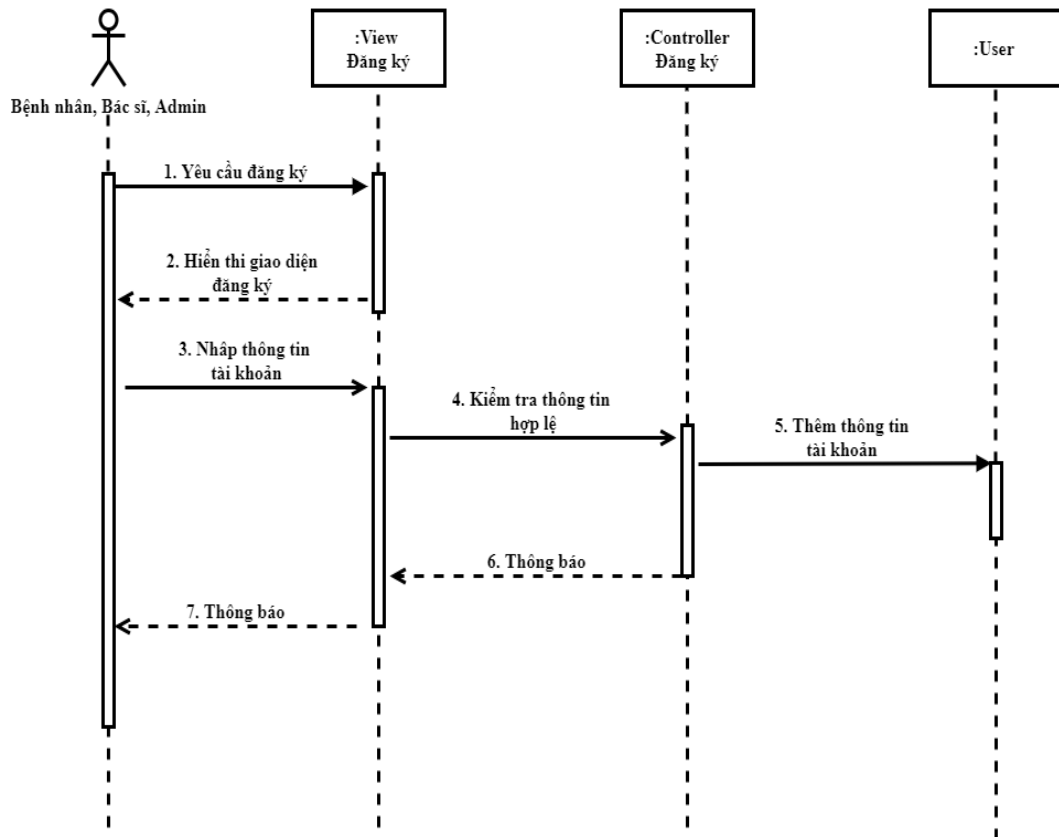 :View
Đăng ký
:Controller
Đăng ký
:User
Bệnh nhân, Bác sĩ, Admin
1. Yêu cầu đăng ký
2. Hiển thi giao diện
đăng ký
3. Nhâp thông tin
tài khoản
4. Kiểm tra thông tin
hợp lệ
5. Thêm thông tin
tài khoản
6. Thông báo
7. Thông báo